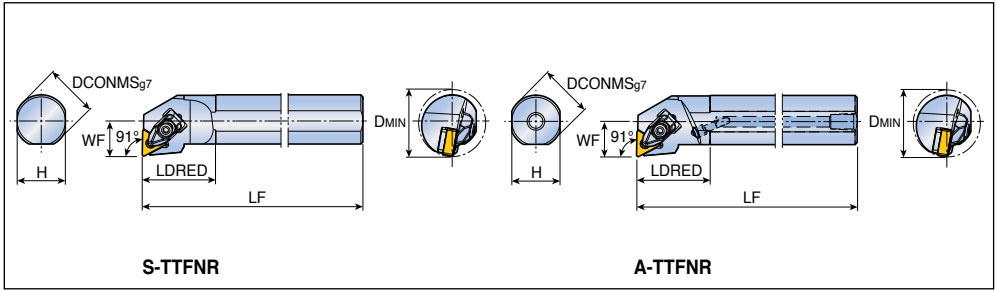 DCONMSg7
WF
91°
H
LDRED
LF
DMIN
S-TTFNR
DCONMSg7
WF
91°
H
LDRED
LF
DMIN
A-TTFNR